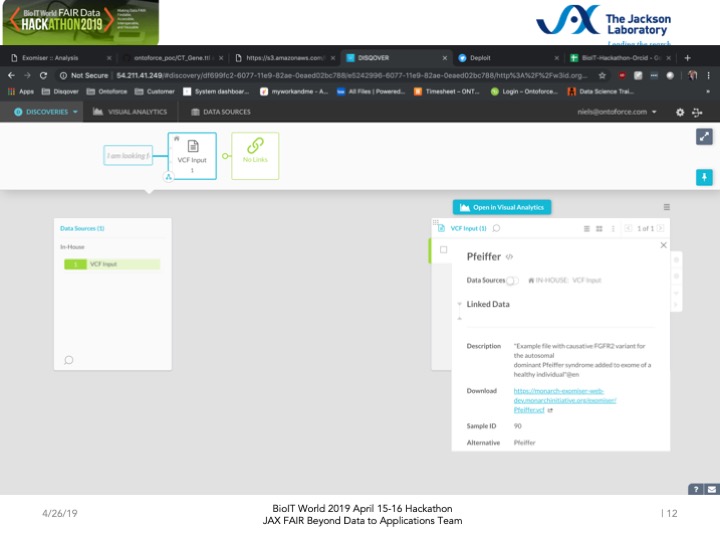 BioIT World FAIR Data
HACKATHON2019
The Jackson
Laboratory
Leading the search
Exomiser :: Analysis
ontoforce_poc/CT_Gene.ttl
https://s3.amazonaws.com
DISQOVER
Deploit
BioIT-Hackathon-Orcid - G
Not Secure | 54.211.41.249/#discovery/df699fc2-6077-11e9-82ae-0eaed02bc788/e5242996-6077-11e9-82ae-0eaed02bc788/http%3A%2F%2Fw3id.org...
Apps
Disqover
Ontoforce
Customer
System dashboar...
myworkandme - A...
All Files | Powered...
Timesheet – ONT...
Login – Ontoforce...
Data Science Trai...
DISCOVERIES
VISUAL ANALYTICS
DATA SOURCES
niels@ontoforce.com
I am looking f
VCF Input
1
No Links
Open in Visual Analytics
Data Sources (1)
In-House
1 VCF Input
VCF Input (1)
1 of 1
Pfeiffer </>
Data Sources
IN-HOUSE: VCF Input
Linked Data
Description
"Example file with causative FGFR2 variant for
the autosomal
dominant Pfeiffer syndrome added to exome of a
healthy individual"@en
Download
https://monarch-exomiser-web-
dev.monarchinitiative.org/exomiser/
Pfeiffer.vcf
Sample ID
90
Alternative
Pfeiffer
?
4/26/19
BioIT World 2019 April 15-16 Hackathon
JAX FAIR Beyond Data to Applications Team
| 12